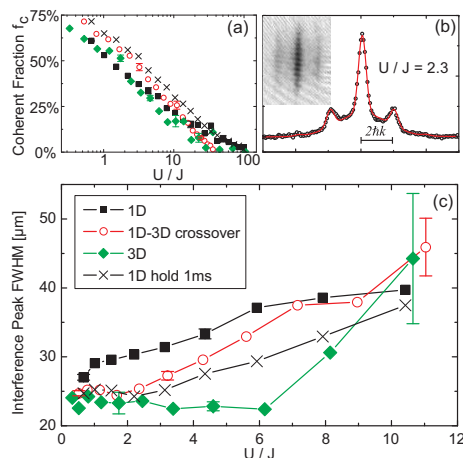 (a)
Coherent Fraction f_C
75%
50%
25%
0%
1
10
100
U / J
(b)
U / J = 2.3
2ħk
(c)
Interference Peak FWHM [µm]
50
40
30
20
1D
1D-3D crossover
3D
1D hold 1ms
0
2
4
6
8
10
12
U / J